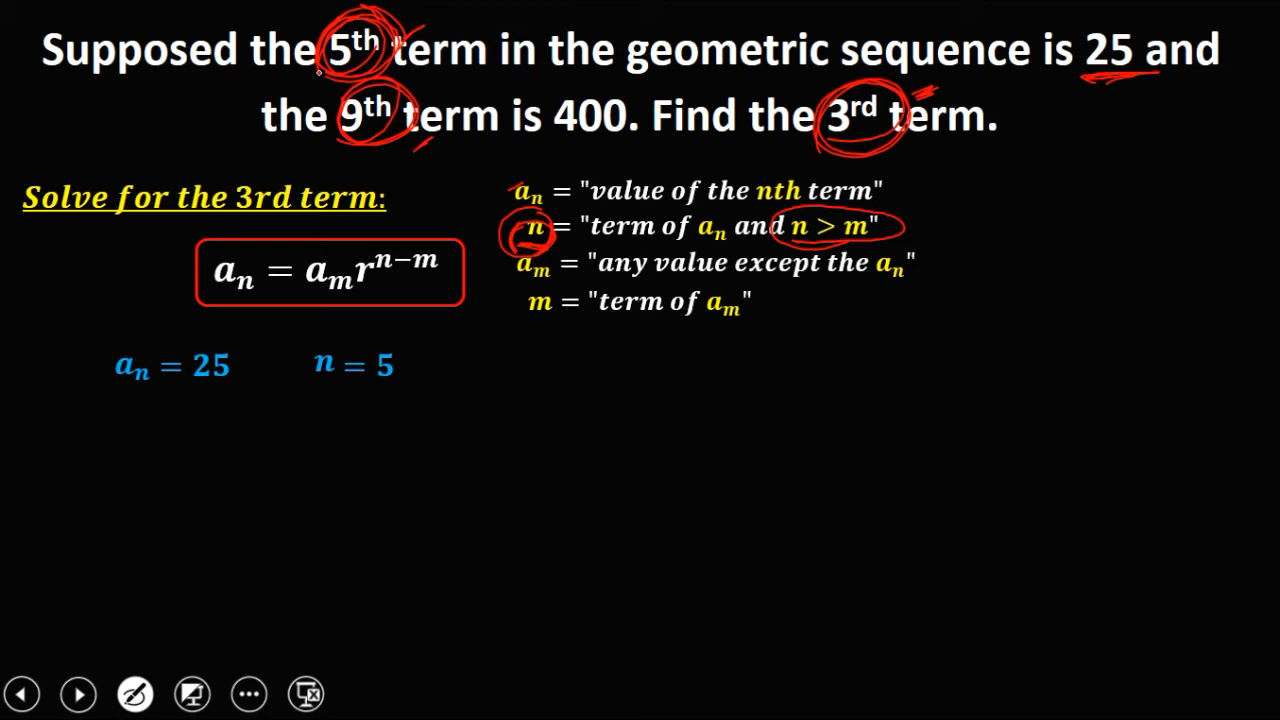 Supposed the 5th term in the geometric sequence is 25 and
the 9th term is 400. Find the 3rd term.
Solve for the 3rd term:
aₙ = "value of the nth term"
n = "term of aₙ and n > m"
aₘ = "any value except the aₙ"
m = "term of aₘ"
aₙ = aₘrⁿ⁻ᵐ
aₙ = 25 n = 5